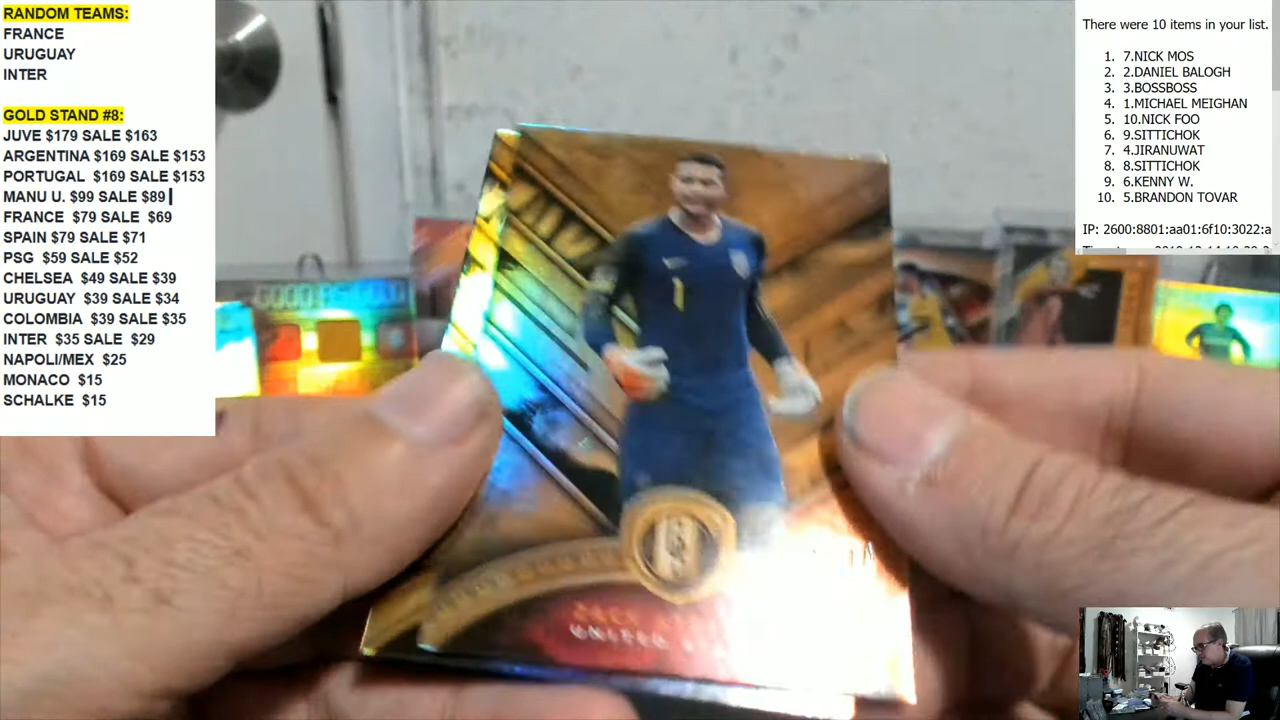 RANDOM TEAMS:
FRANCE
URUGUAY
INTER
GOLD STAND #8:
JUVE $179 SALE $163
ARGENTINA $169 SALE $153
PORTUGAL $169 SALE $153
MANU U. $99 SALE $89
FRANCE $79 SALE $69
SPAIN $79 SALE $71
PSG $59 SALE $52
CHELSEA $49 SALE $39
URUGUAY $39 SALE $34
COLOMBIA $39 SALE $35
INTER $35 SALE $29
NAPOLI/MEX $25
MONACO $15
SCHALKE $15
There were 10 items in your list.
1. 7.NICK MOS
2. 2.DANIEL BALOGH
3. 3.BOSSBOSS
4. 1.MICHAEL MEIGHAN
5. 10.NICK FOO
6. 9.SITTICHOK
7. 4.JIRANUWAT
8. 8.SITTICHOK
9. 6.KENNY W.
10. 5.BRANDON TOVAR
IP: 2600:8801:aa01:6f10:3022:a
1
UNITED